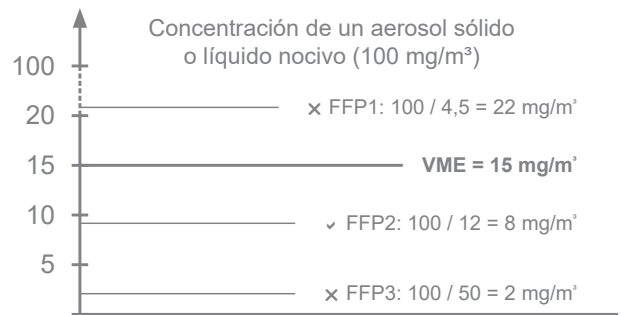 Concentración de un aerosol sólido
o líquido nocivo (100 mg/m³)
100
× FFP1: 100 / 4,5 = 22 mg/m³
20
15
VME = 15 mg/m³
10
✓ FFP2: 100 / 12 = 8 mg/m³
5
× FFP3: 100 / 50 = 2 mg/m³